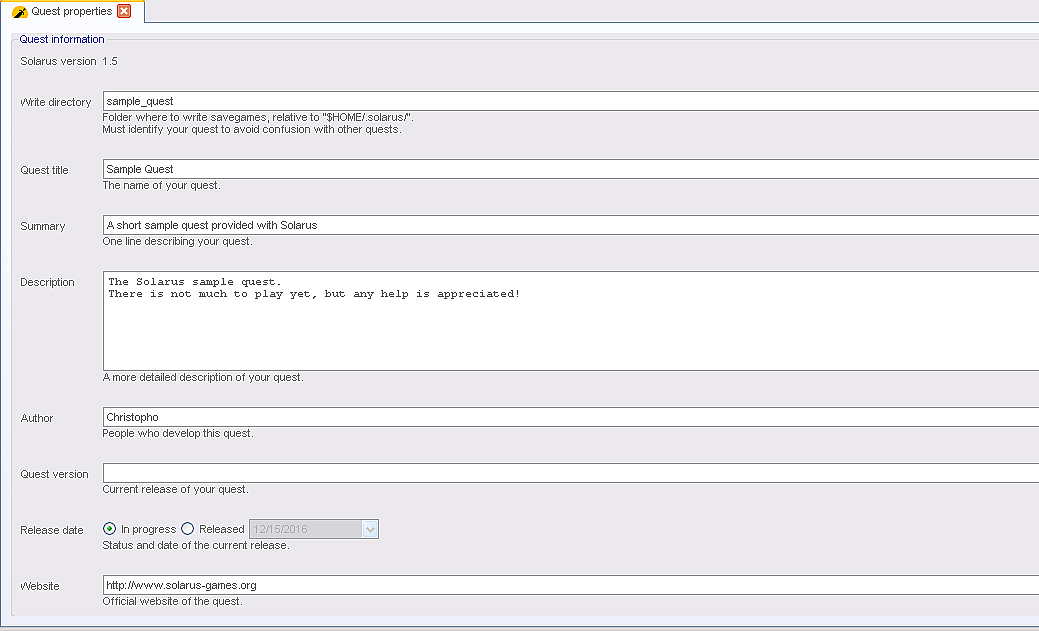 Quest properties
Quest information
Solarus version 1.5
Write directory sample_quest
Folder where to write savegames, relative to "$HOME/.solarus/".
Must identify your quest to avoid confusion with other quests.
Quest title Sample Quest
The name of your quest.
Summary A short sample quest provided with Solarus
One line describing your quest.
Description The Solarus sample quest.
There is not much to play yet, but any help is appreciated!
A more detailed description of your quest.
Author Christopho
People who develop this quest.
Quest version
Current release of your quest.
Release date In progress Released 12/15/2016
Status and date of the current release.
Website http://www.solarus-games.org
Official website of the quest.